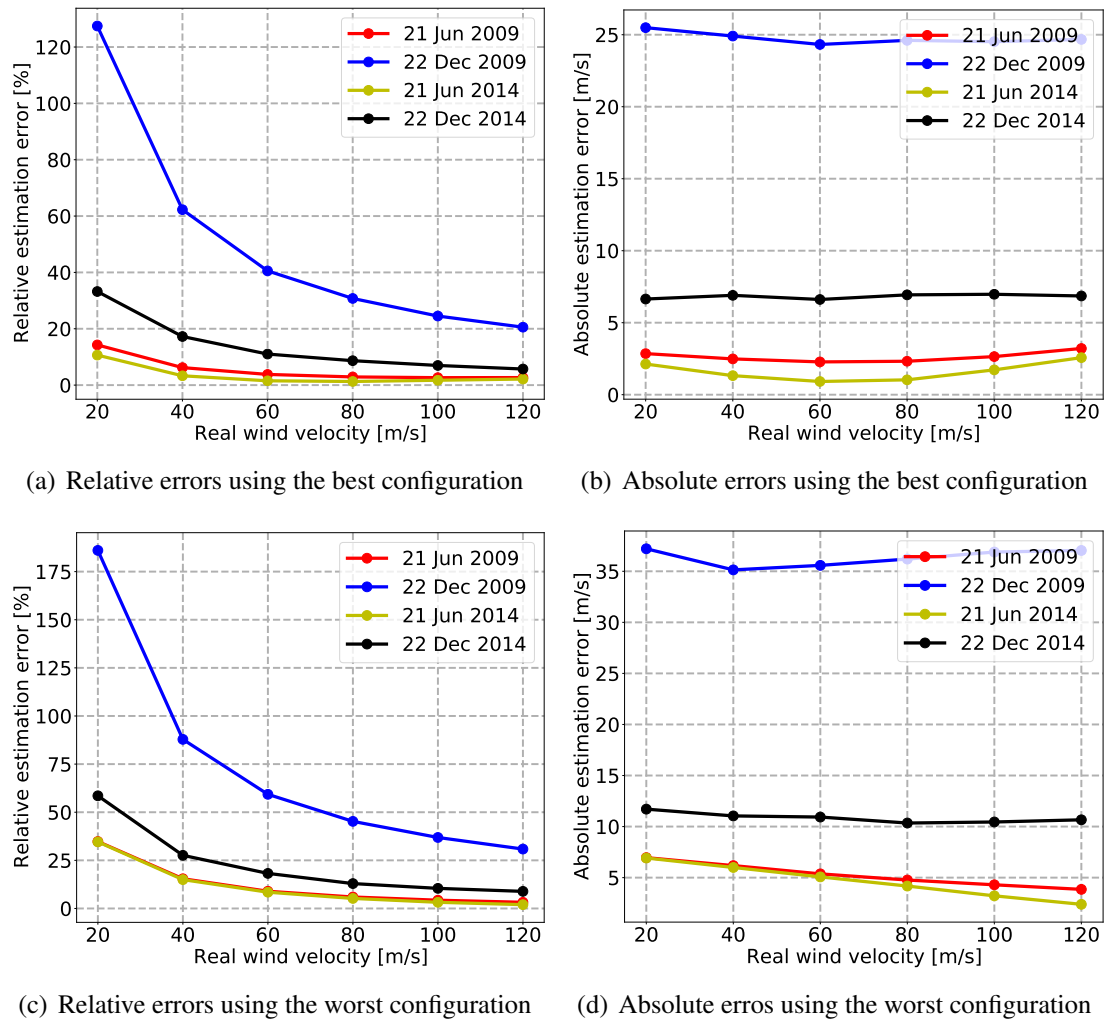 120
100
80
60
40
20
0
Relative estimation error [%]
21 Jun 2009
22 Dec 2009
21 Jun 2014
22 Dec 2014
20 40 60 80 100 120
Real wind velocity [m/s]
(a) Relative errors using the best configuration
25
20
15
10
5
0
Absolute estimation error [m/s]
21 Jun 2009
22 Dec 2009
21 Jun 2014
22 Dec 2014
20 40 60 80 100 120
Real wind velocity [m/s]
(b) Absolute errors using the best configuration
175
150
125
100
75
50
25
0
Relative estimation error [%]
21 Jun 2009
22 Dec 2009
21 Jun 2014
22 Dec 2014
20 40 60 80 100 120
Real wind velocity [m/s]
(c) Relative errors using the worst configuration
35
30
25
20
15
10
5
Absolute estimation error [m/s]
21 Jun 2009
22 Dec 2009
21 Jun 2014
22 Dec 2014
20 40 60 80 100 120
Real wind velocity [m/s]
(d) Absolute erros using the worst configuration